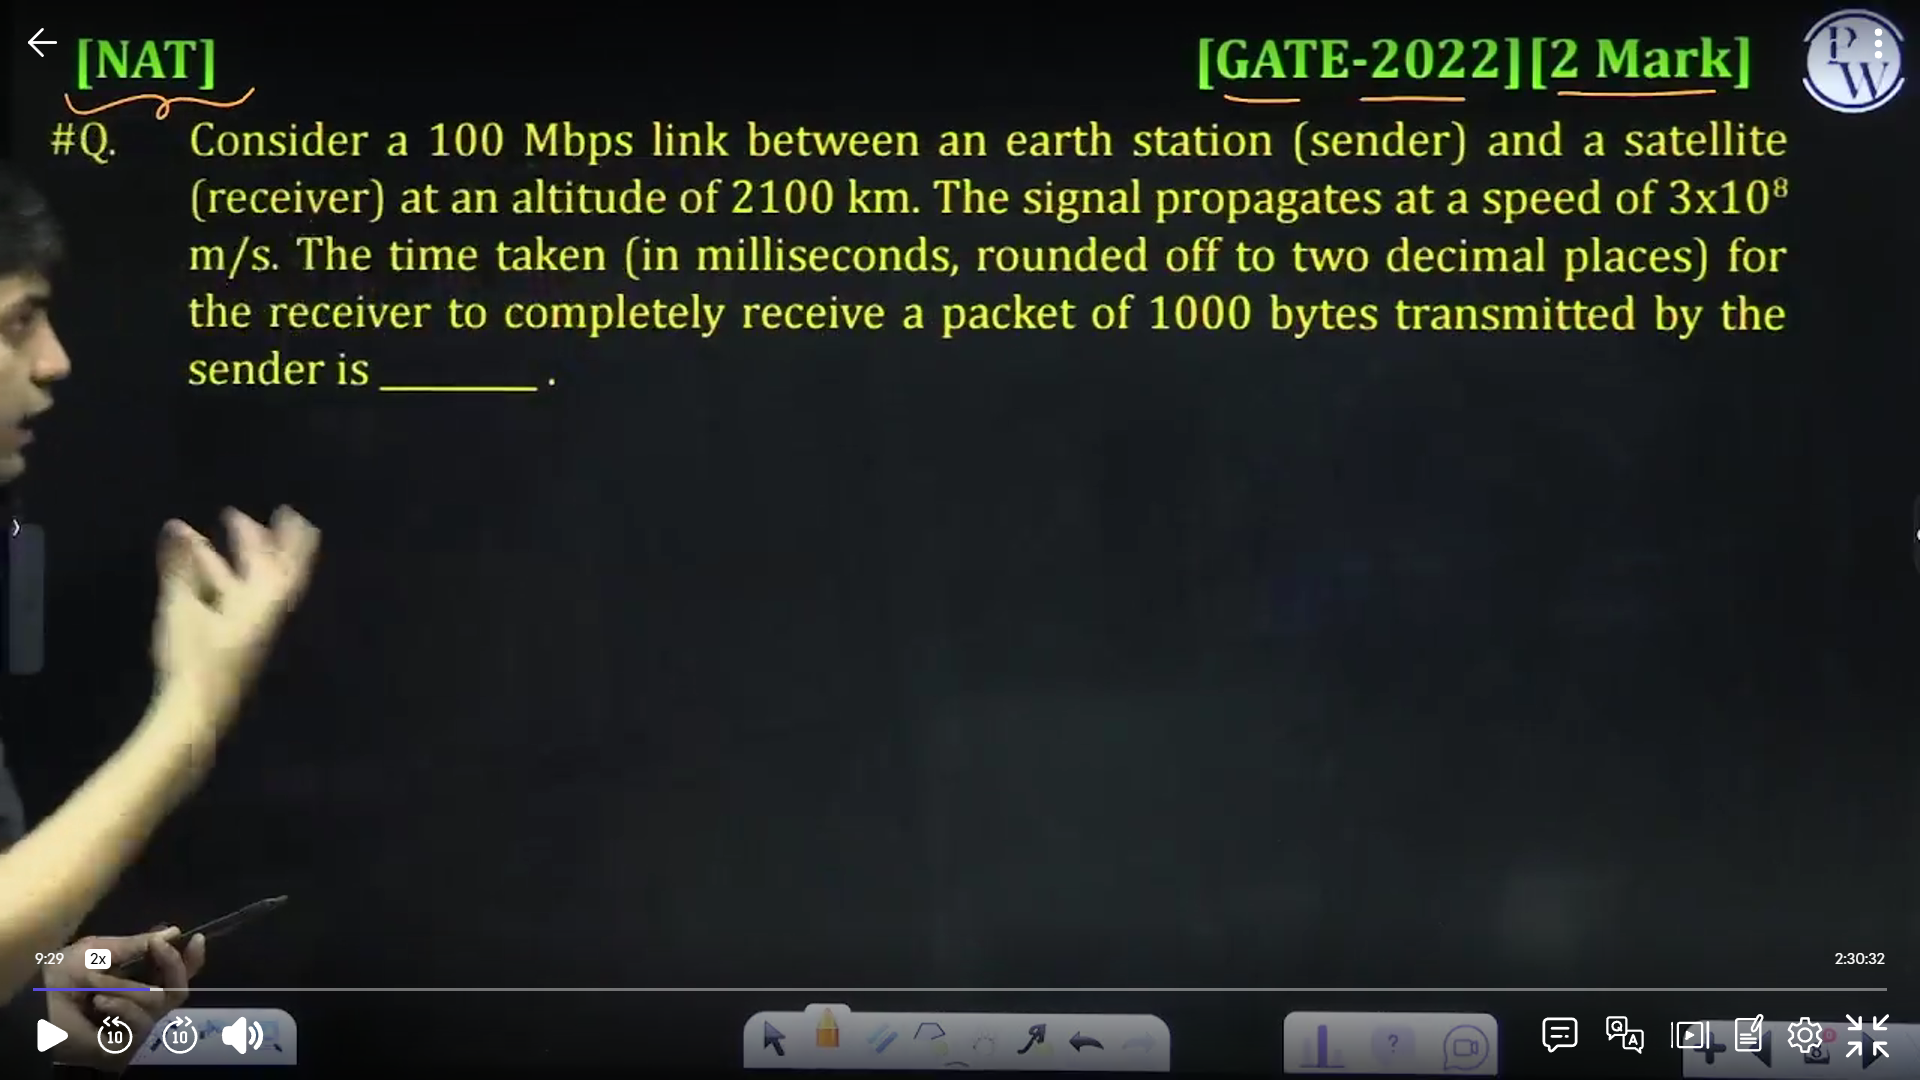 [NAT]
[GATE-2022][2 Mark]
PW
#Q. Consider a 100 Mbps link between an earth station (sender) and a satellite
(receiver) at an altitude of 2100 km. The signal propagates at a speed of 3x10⁸
m/s. The time taken (in milliseconds, rounded off to two decimal places) for
the receiver to completely receive a packet of 1000 bytes transmitted by the
sender is _______ .
9:29 2x 2:30:32
10 10
Q A
?